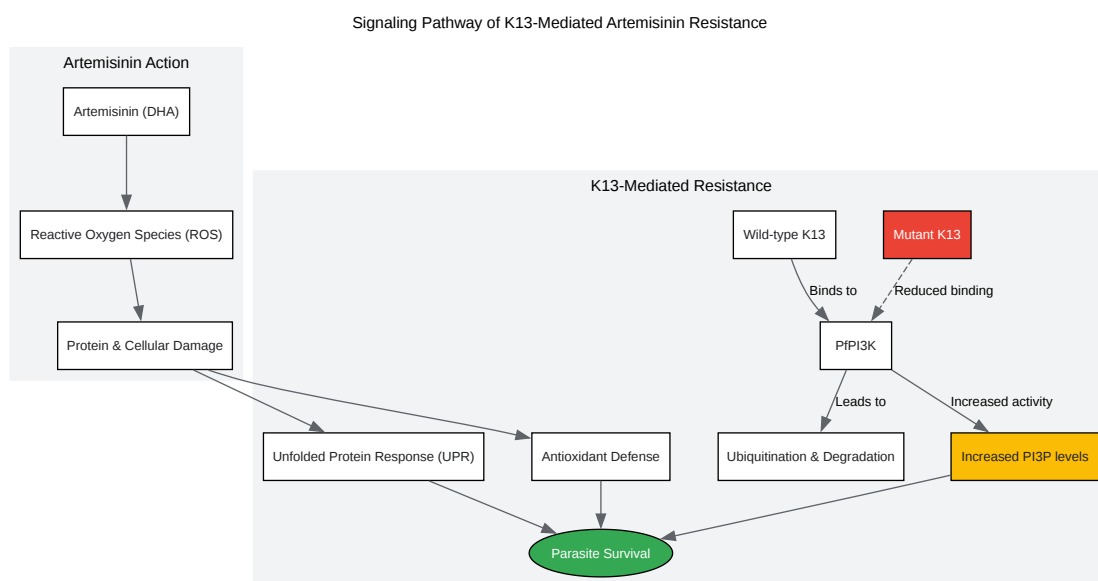 Signaling Pathway of K13-Mediated Artemisinin Resistance
Artemisinin Action
Artemisinin (DHA)
Reactive Oxygen Species (ROS)
Protein & Cellular Damage
K13-Mediated Resistance
Wild-type K13
Mutant K13
Binds to
Reduced binding
PfPI3K
Leads to
Increased activity
Unfolded Protein Response (UPR)
Antioxidant Defense
Ubiquitination & Degradation
Increased PI3P levels
Parasite Survival